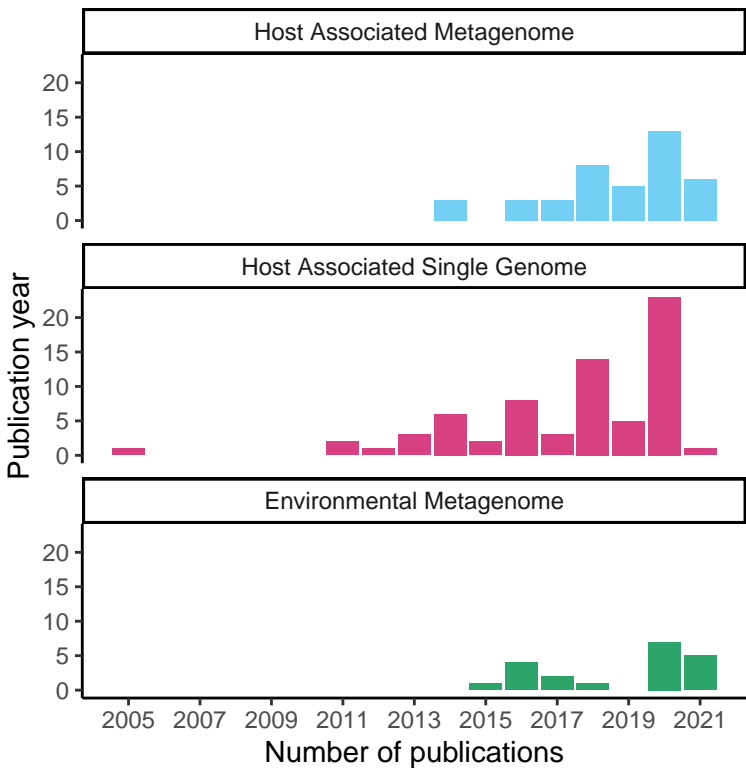 Host Associated Metagenome
20
15
10
5
0
Host Associated Single Genome
20
15
10
5
0
Environmental Metagenome
20
15
10
5
0
Publication year
2005 2007 2009 2011 2013 2015 2017 2019 2021
Number of publications